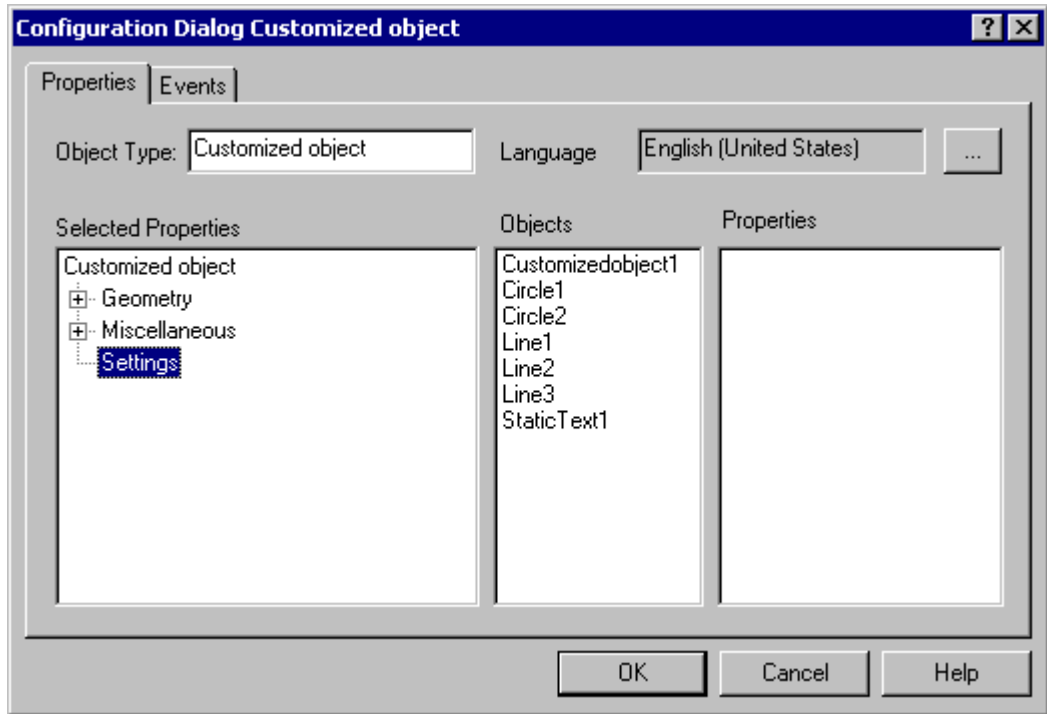 Configuration Dialog Customized object
Properties
Events
Object Type:
Customized object
Language
English (United States)
...
Selected Properties
Objects
Properties
Customized object
Geometry
Miscellaneous
Settings
Customizedobject1
Circle1
Circle2
Line1
Line2
Line3
StaticText1
OK
Cancel
Help